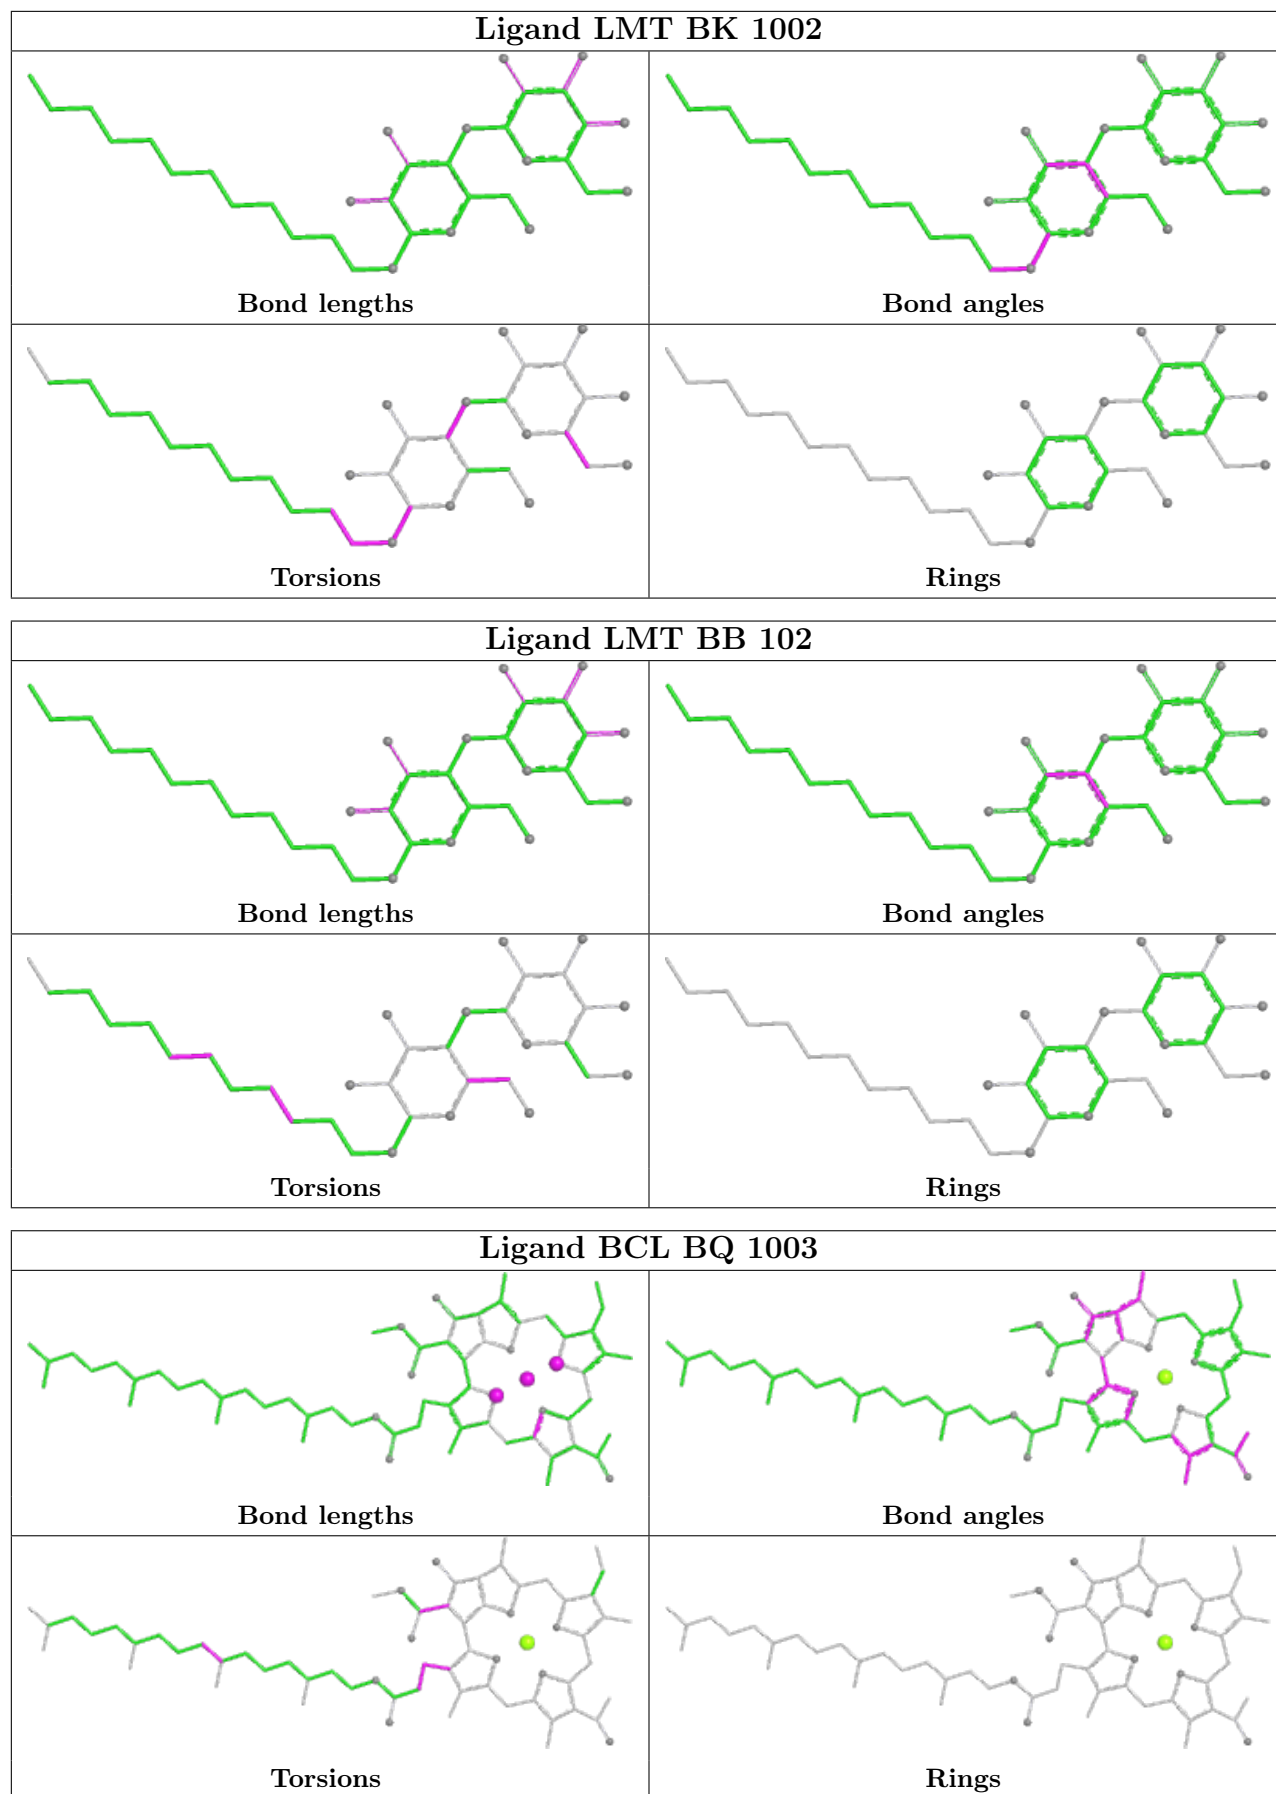 Ligand LMT BK 1002
Bond lengths
Bond angles
Torsions
Rings
Ligand LMT BB 102
Bond lengths
Bond angles
Torsions
Rings
Ligand BCL BQ 1003
Bond lengths
Bond angles
Torsions
Rings